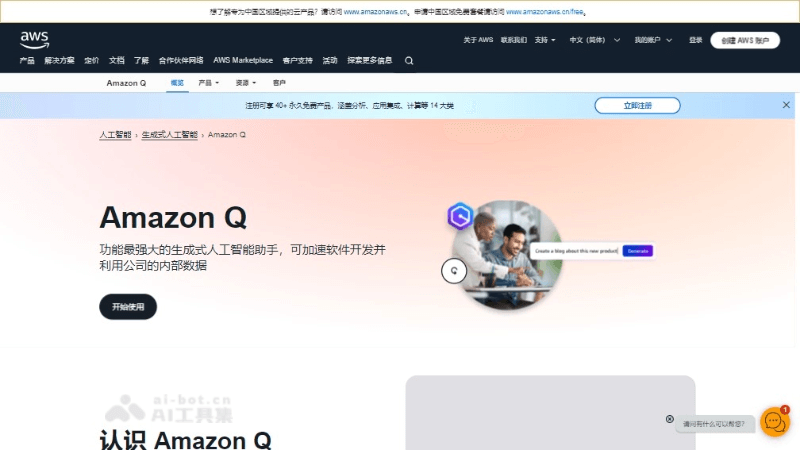 想了解专为中国区域提供的云产品？请访问 www.amazonaws.cn。申请中国区域免费套餐请访问 www.amazonaws.cn/free。
aws
关于 AWS 联系我们 支持 中文（简体） 我的账户 登录 创建 AWS 账户
产品 解决方案 定价 文档 了解 合作伙伴网络 AWS Marketplace 客户支持 活动 探索更多信息
Amazon Q 概览 产品 资源 客户
注册可享 40+ 永久免费产品，涵盖分析、应用集成、计算等 14 大类 立即注册
人工智能 › 生成式人工智能 › Amazon Q
Amazon Q
功能最强大的生成式人工智能助手，可加速软件开发并
利用公司的内部数据
Create a blog about this new product Generate
开始使用
ai-bot.cn
AI工具集
认识 Amazon Q
请问有什么可以帮您？
1